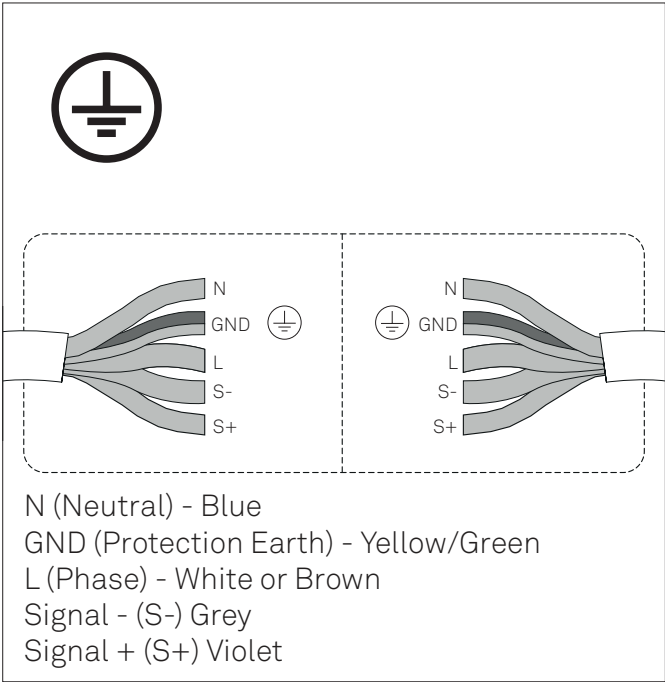 N N
GND GND
L L
S- S-
S+ S+
N (Neutral) - Blue
GND (Protection Earth) - Yellow/Green
L (Phase) - White or Brown
Signal - (S-) Grey
Signal + (S+) Violet